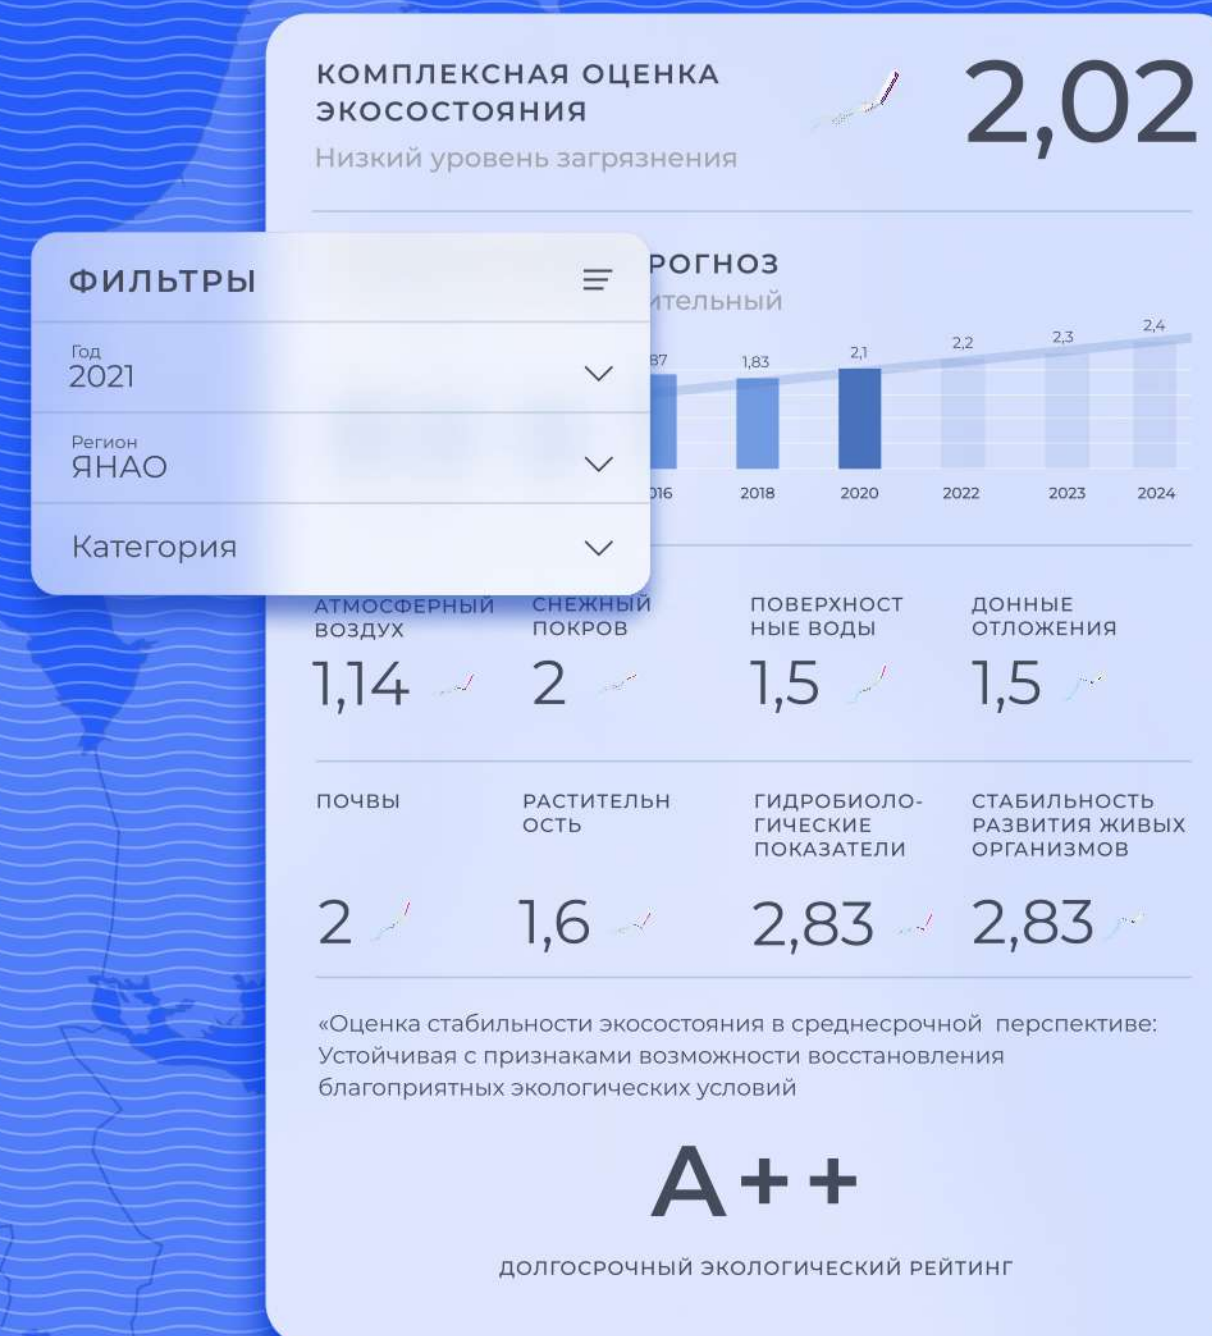 КОМПЛЕКСНАЯ ОЦЕНКА
ЭКОСОСТОЯНИЯ
Низкий уровень загрязнения
2,02
ФИЛЬТРЫ
Год
2021
Регион
ЯНАО
Категория
РОГНОЗ
ительный
87
1,83
2,1
2,2
2,3
2,4
016
2018
2020
2022
2023
2024
АТМОСФЕРНЫЙ
ВОЗДУХ
1,14
СНЕЖНЫЙ
ПОКРОВ
2
ПОВЕРХНОСТ
НЫЕ ВОДЫ
1,5
ДОННЫЕ
ОТЛОЖЕНИЯ
1,5
ПОЧВЫ
2
РАСТИТЕЛЬН
ОСТЬ
1,6
ГИДРОБИОЛО-
ГИЧЕСКИЕ
ПОКАЗАТЕЛИ
2,83
СТАБИЛЬНОСТЬ
РАЗВИТИЯ ЖИВЫХ
ОРГАНИЗМОВ
2,83
«Оценка стабильности экосостояния в среднесрочной перспективе:
Устойчивая с признаками возможности восстановления
благоприятных экологических условий
А++
ДОЛГОСРОЧНЫЙ ЭКОЛОГИЧЕСКИЙ РЕЙТИНГ